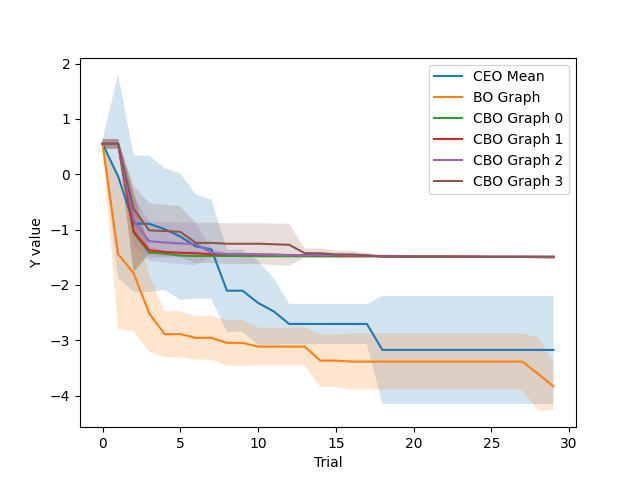 2
1
0
−1
−2
−3
−4
Y value
0
5
10
15
20
25
30
Trial
CEO Mean
BO Graph
CBO Graph 0
CBO Graph 1
CBO Graph 2
CBO Graph 3